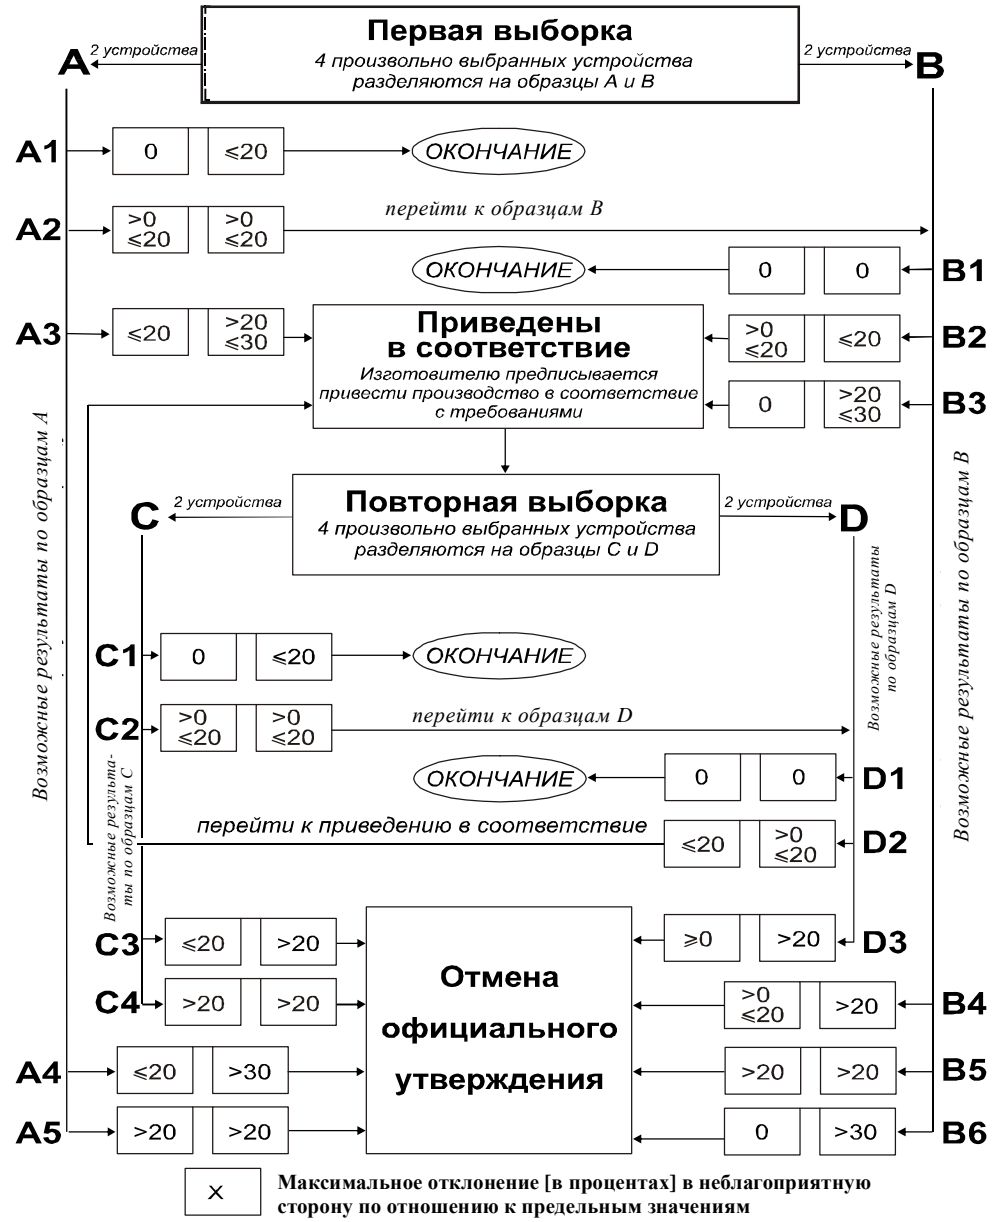 Первая выборка
4 произвольно выбранных устройства
разделяются на образцы A и B
2 устройства
A
2 устройства
B
A1
0
⩽20
ОКОНЧАНИЕ
A2
>0
⩽20
>0
⩽20
перейти к образцам B
ОКОНЧАНИЕ
0
0
B1
A3
⩽20
>20
⩽30
Приведены
в соответствие
Изготовителю предписывается
привести производство в соответствие
с требованиями
>0
⩽20
⩽20
B2
0
>20
⩽30
B3
Возможные результаты по образцам A
Возможные результаты по образцам B
Повторная выборка
4 произвольно выбранных устройства
разделяются на образцы C и D
2 устройства
C
2 устройства
D
Возможные результаты
по образцам D
C1
0
⩽20
ОКОНЧАНИЕ
C2
>0
⩽20
>0
⩽20
перейти к образцам D
ОКОНЧАНИЕ
0
0
D1
Возможные результа-
ты по образцам C
перейти к приведению в соответствие
⩽20
>0
⩽20
D2
C3
⩽20
>20
⩾0
>20
D3
Отмена
официального
утверждения
C4
>20
>20
>0
⩽20
>20
B4
A4
⩽20
>30
>20
>20
B5
A5
>20
>20
0
>30
B6
X
Максимальное отклонение [в процентах] в неблагоприятную
сторону по отношению к предельным значениям